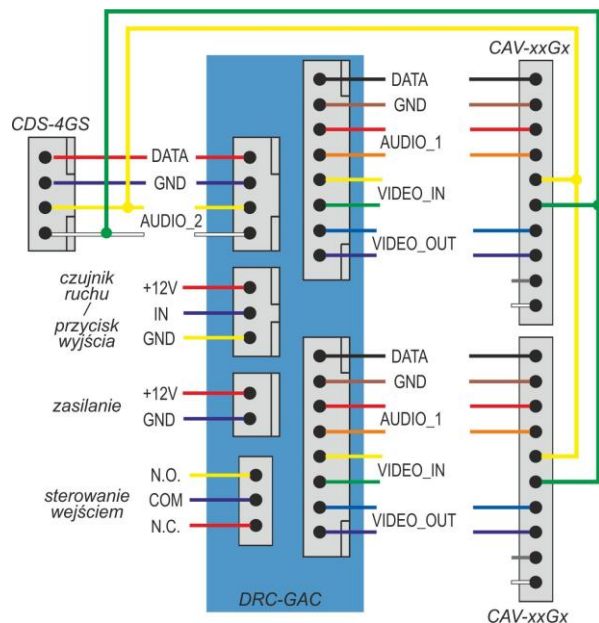 CAV-xxGx
CDS-4GS
DATA
GND
AUDIO_2
czujnik
ruchu
/
przycisk
wyjścia
+12V
IN
GND
zasilanie
+12V
GND
sterowanie
wejściem
N.O.
COM
N.C.
DATA
GND
AUDIO_1
VIDEO_IN
VIDEO_OUT
DATA
GND
AUDIO_1
VIDEO_IN
VIDEO_OUT
DRC-GAC
CAV-xxGx